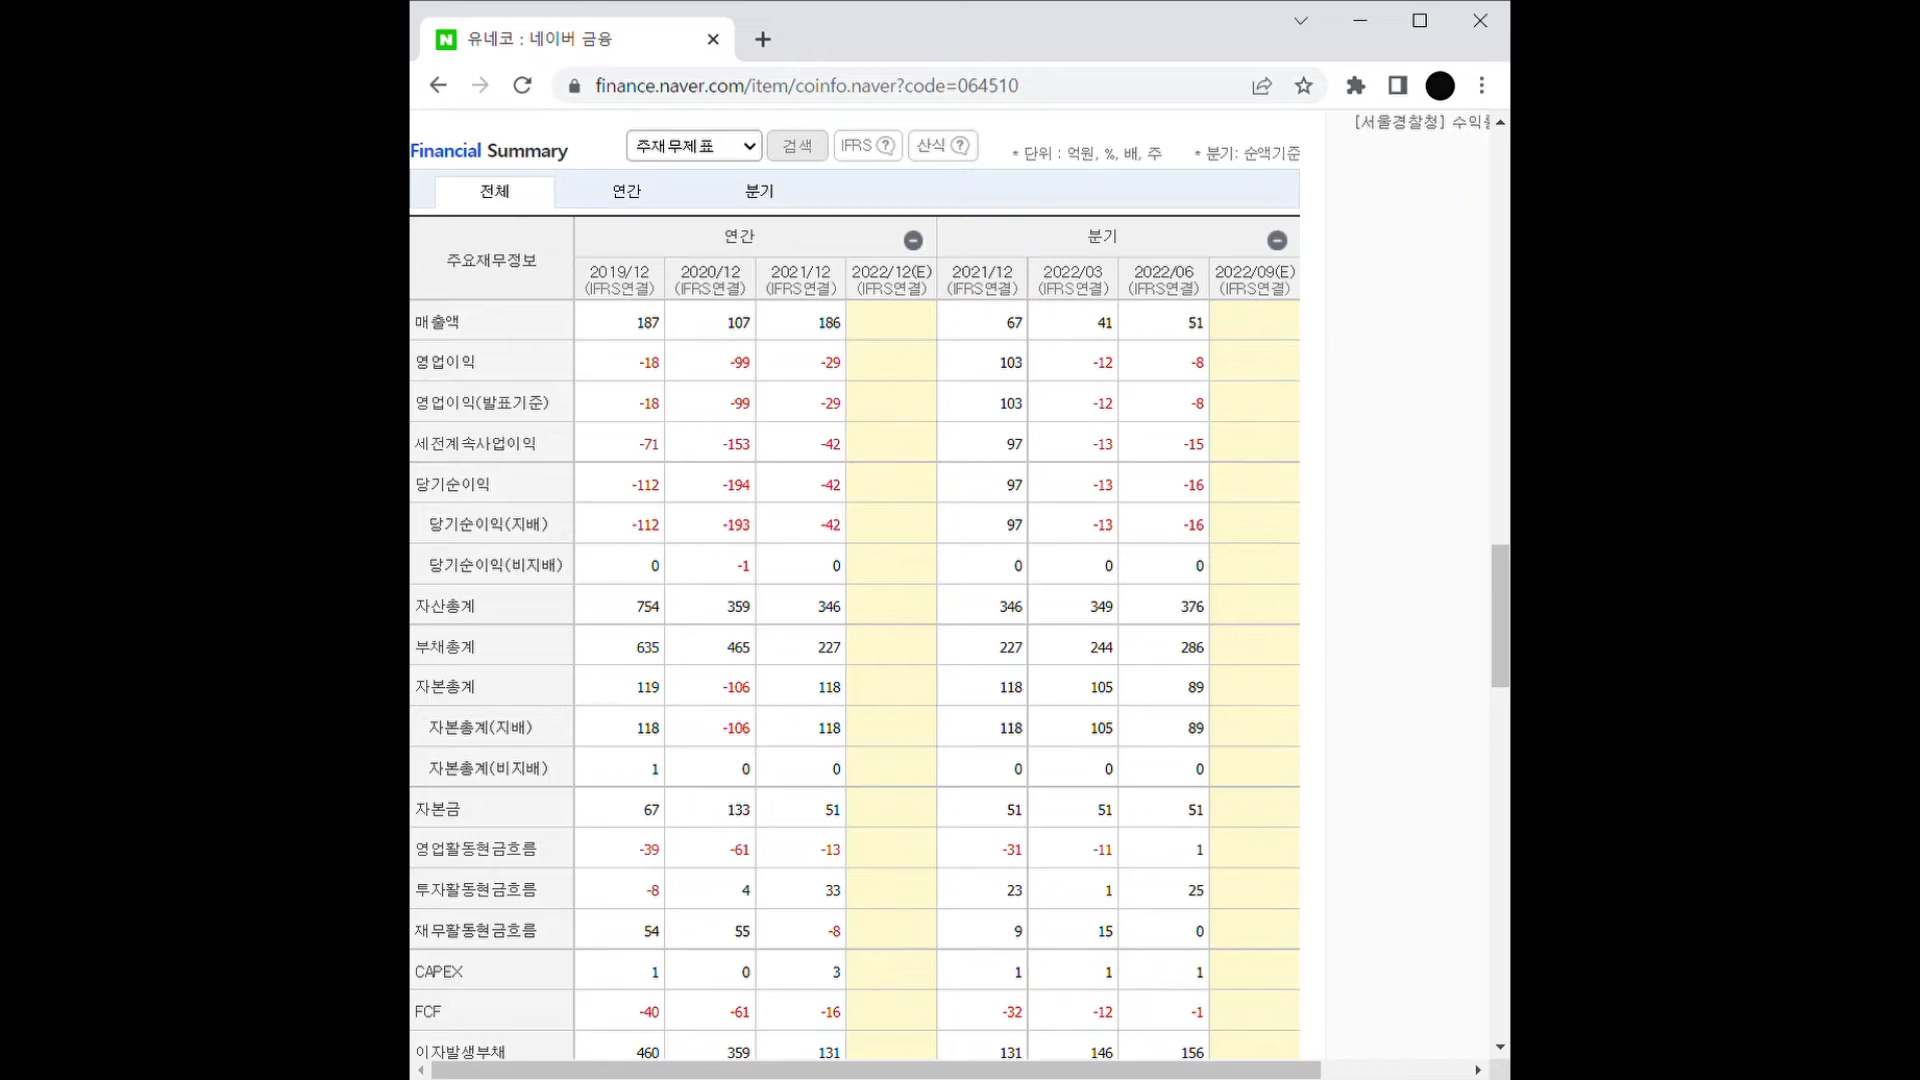 유네코 : 네이버 금융
finance.naver.com/item/coinfo.naver?code=064510
[서울경찰청] 수익률
Financial Summary 주재무제표 검색 IFRS ? 산식 ? * 단위 : 억원, %, 배, 주 * 분기: 순액기준
전체 연간 분기
주요재무정보 연간 분기
2019/12 2020/12 2021/12 2022/12(E) 2021/12 2022/03 2022/06 2022/09(E)
(IFRS연결) (IFRS연결) (IFRS연결) (IFRS연결) (IFRS연결) (IFRS연결) (IFRS연결) (IFRS연결)
매출액 187 107 186 67 41 51
영업이익 -18 -99 -29 103 -12 -8
영업이익(발표기준) -18 -99 -29 103 -12 -8
세전계속사업이익 -71 -153 -42 97 -13 -15
당기순이익 -112 -194 -42 97 -13 -16
당기순이익(지배) -112 -193 -42 97 -13 -16
당기순이익(비지배) 0 -1 0 0 0 0
자산총계 754 359 346 346 349 376
부채총계 635 465 227 227 244 286
자본총계 119 -106 118 118 105 89
자본총계(지배) 118 -106 118 118 105 89
자본총계(비지배) 1 0 0 0 0 0
자본금 67 133 51 51 51 51
영업활동현금흐름 -39 -61 -13 -31 -11 1
투자활동현금흐름 -8 4 33 23 1 25
재무활동현금흐름 54 55 -8 9 15 0
CAPEX 1 0 3 1 1 1
FCF -40 -61 -16 -32 -12 -1
이자발생부채 460 359 131 131 146 156